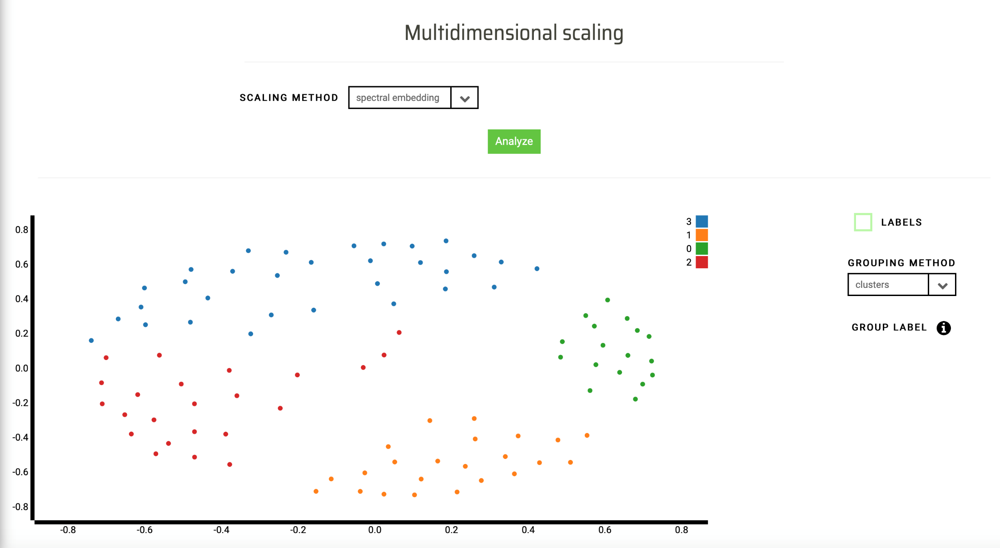 Multidimensional scaling
SCALING METHOD spectral embedding
Analyze
3
1
0
2
LABELS
GROUPING METHOD
clusters
GROUP LABEL
0.8
0.6
0.4
0.2
0.0
-0.2
-0.4
-0.6
-0.8
-0.8 -0.6 -0.4 -0.2 0.0 0.2 0.4 0.6 0.8